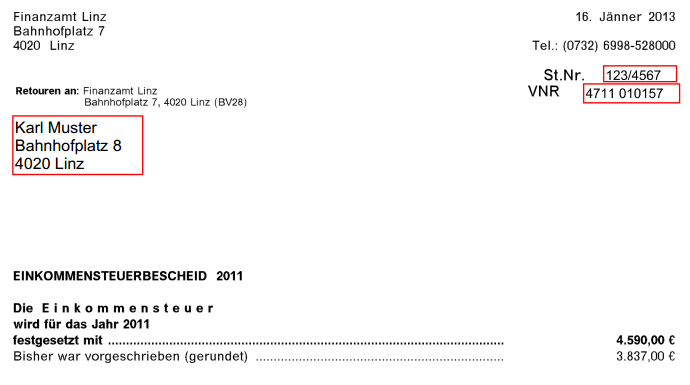 Finanzamt Linz
Bahnhofplatz 7
4020 Linz
16. Jänner 2013
Tel.: (0732) 6998-528000
St.Nr. 123/4567
VNR 4711 010157
Retouren an: Finanzamt Linz
Bahnhofplatz 7, 4020 Linz (BV28)
Karl Muster
Bahnhofplatz 8
4020 Linz
EINKOMMENSTEUERBESCHEID 2011
Die Einkommensteuer
wird für das Jahr 2011
festgesetzt mit ........................................................ 4.590,00 €
Bisher war vorgeschrieben (gerundet) ........................................................ 3.837,00 €